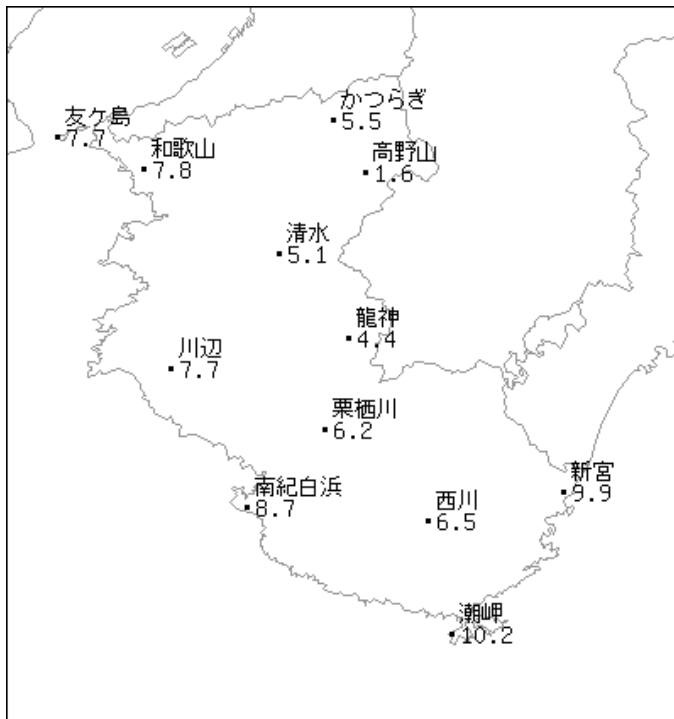 かつらぎ
5.5
友ケ島
7.7
和歌山
7.8
高野山
1.6
清水
5.1
龍神
4.4
川辺
7.7
栗栖川
6.2
新宮
9.9
南紀白浜
8.7
西川
6.5
潮岬
10.2